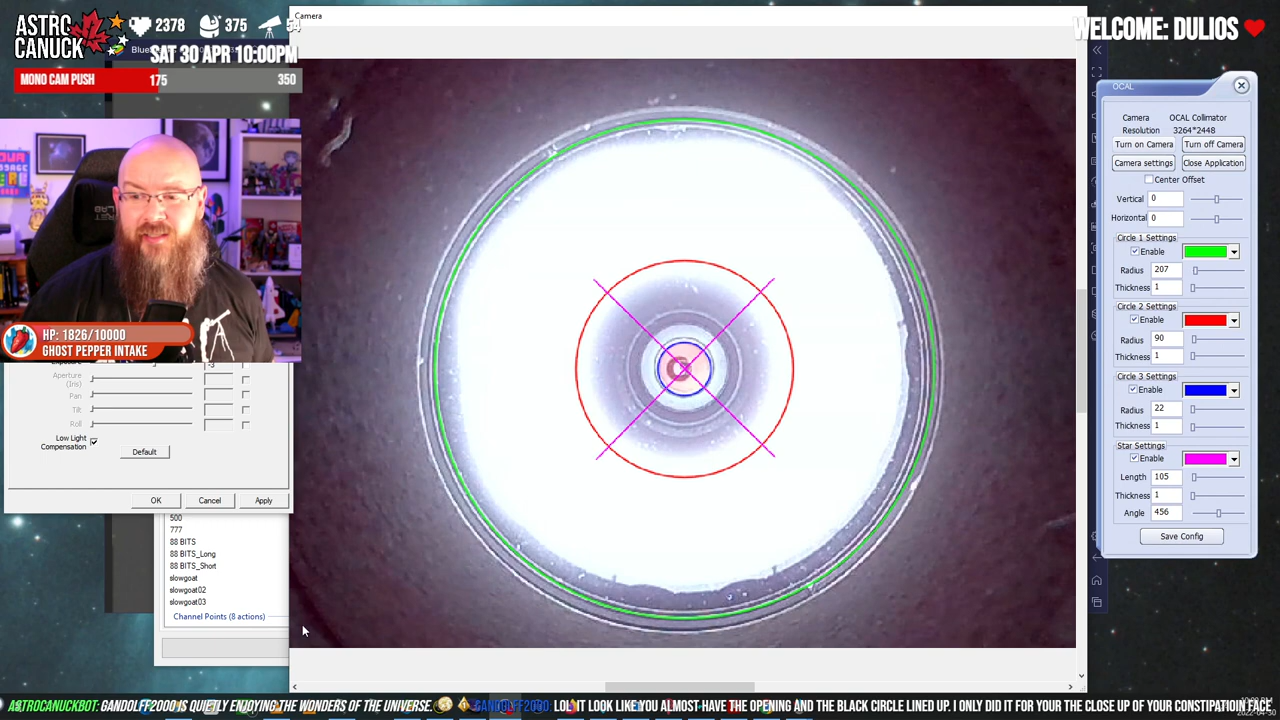 ASTRO
CANUCK
2378
375
54
SAT 30 APR 10:00PM
MONO CAM PUSH
175
350
HP: 1826/10000
GHOST PEPPER INTAKE
-3
Aperture
(Iris)
Pan
Tilt
Roll
Low Light
Compensation
Default
OK
Cancel
Apply
500
777
88 BITS
88 BITS_Long
88 BITS_Short
slowgoat
slowgoat02
slowgoat03
Channel Points (8 actions)
Camera
WELCOME: DULIOS
OCAL
Camera
OCAL Collimator
Resolution
3264*2448
Turn on Camera
Turn off Camera
Camera settings
Close Application
Center Offset
Vertical
0
Horizontal
0
Circle 1 Settings
Enable
Radius
207
Thickness
1
Circle 2 Settings
Enable
Radius
90
Thickness
1
Circle 3 Settings
Enable
Radius
22
Thickness
1
Star Settings
Enable
Length
105
Thickness
1
Angle
456
Save Config
ASTROCANUCKBOT: GANDOLFF2000 IS QUIETLY ENJOYING THE WONDERS OF THE UNIVERSE. GANDOLFF2000: LOL IT LOOK LIKE YOU ALMOST HAVE THE OPENING AND THE BLACK CIRCLE LINED UP. I ONLY DID IT FOR YOUR THE CLOSE UP OF YOUR CONSTIPATION FACE.